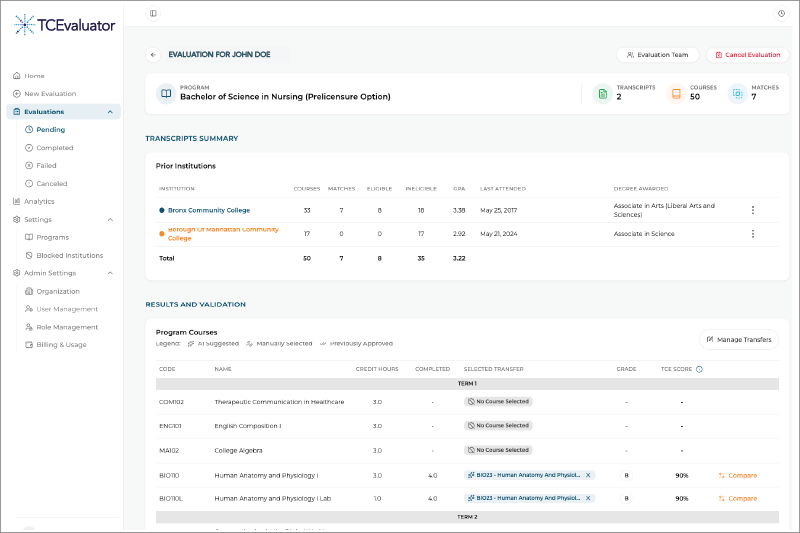 TCEvaluator
Home
New Evaluation
Evaluations
Pending
Completed
Failed
Canceled
Analytics
Settings
Programs
Blocked Institutions
Admin Settings
Organization
User Management
Role Management
Billing & Usage
EVALUATION FOR JOHN DOE
Evaluation Team
Cancel Evaluation
PROGRAM
Bachelor of Science in Nursing (Prelicensure Option)
TRANSCRIPTS
2
COURSES
50
MATCHES
7
TRANSCRIPTS SUMMARY
Prior Institutions
INSTITUTION COURSES MATCHES ELIGIBLE INELIGIBLE GPA LAST ATTENDED DEGREE AWARDED
Bronx Community College 33 7 8 18 3.38 May 25, 2017 Associate in Arts (Liberal Arts and
Sciences)
Borough Of Manhattan Community
College 17 0 0 17 2.92 May 21, 2024 Associate in Science
Total 50 7 8 35 3.22
RESULTS AND VALIDATION
Program Courses
Legend: AI Suggested Manually Selected Previously Approved
Manage Transfers
CODE NAME CREDIT HOURS COMPLETED SELECTED TRANSFER GRADE TCE SCORE
TERM 1
COM102 Therapeutic Communication in Healthcare 3.0 - No Course Selected - -
ENG101 English Composition I 3.0 - No Course Selected - -
MA102 College Algebra 3.0 - No Course Selected - -
BIO110 Human Anatomy and Physiology I 3.0 4.0 BIO23 - Human Anatomy And Physiol... X B 90% Compare
BIO110L Human Anatomy and Physiology I Lab 1.0 4.0 BIO23 - Human Anatomy And Physiol... X B 90% Compare
TERM 2